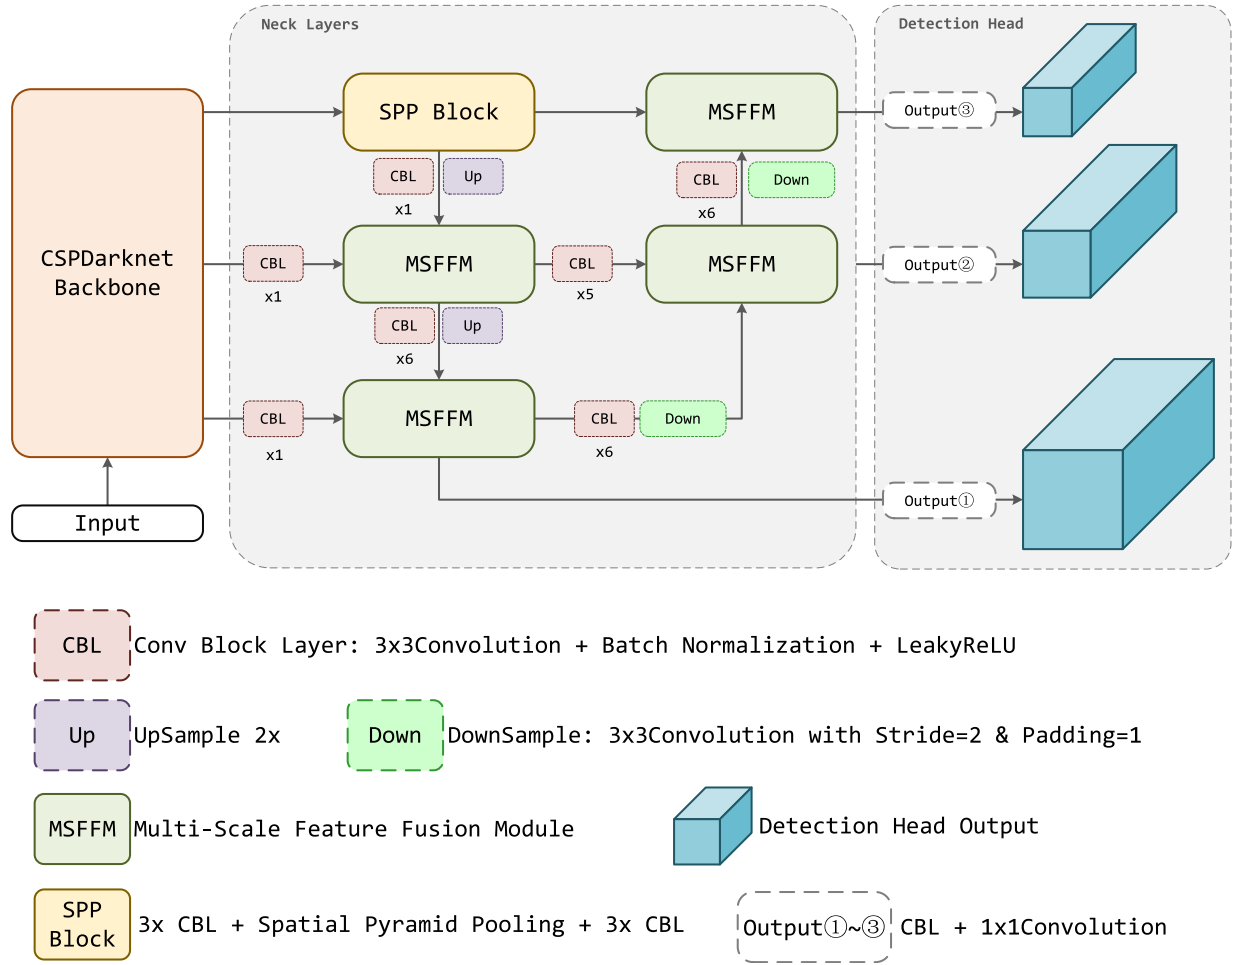 Neck Layers
Detection Head
SPP Block
MSFFM
Output③
CBL
Up
x1
CBL
Down
x6
CSPDarknet
Backbone
CBL
x1
MSFFM
CBL
x5
MSFFM
Output②
CBL
Up
x6
CBL
x1
MSFFM
CBL
Down
x6
Output①
Input
CBL
Conv Block Layer: 3x3Convolution + Batch Normalization + LeakyReLU
Up
UpSample 2x
Down
DownSample: 3x3Convolution with Stride=2 & Padding=1
MSFFM
Multi-Scale Feature Fusion Module
Detection Head Output
SPP
Block
3x CBL + Spatial Pyramid Pooling + 3x CBL
Output①~③
CBL + 1x1Convolution